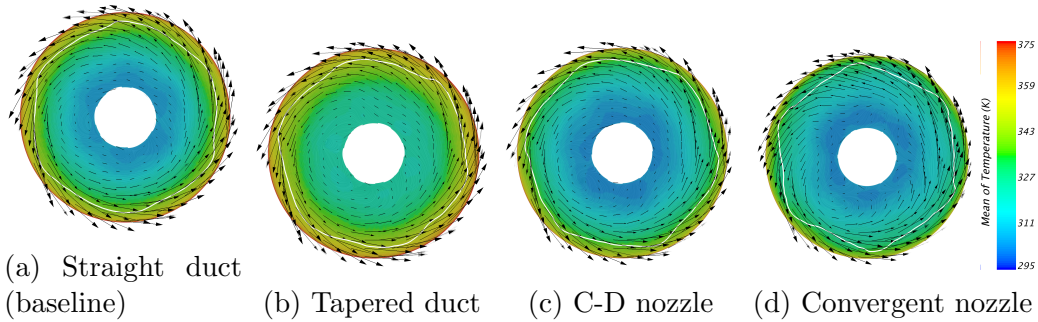 375
359
343
327
311
295
Mean of Temperature (K)
(a) Straight duct
(baseline)
(b) Tapered duct
(c) C-D nozzle
(d) Convergent nozzle